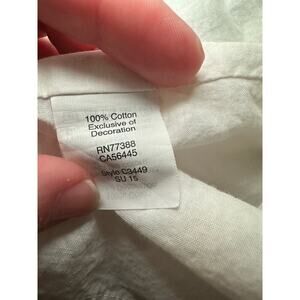 100% Cotton
Exclusive of
Decoration
RN77388
CA56445
Style C3449
SU 15